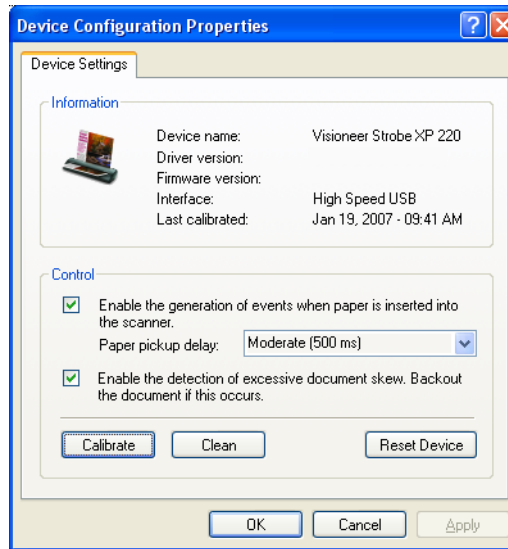 Device Configuration Properties
Device Settings
Information
Device name: Visioneer Strobe XP 220
Driver version:
Firmware version:
Interface: High Speed USB
Last calibrated: Jan 19, 2007 - 09:41 AM
Control
Enable the generation of events when paper is inserted into
the scanner.
Paper pickup delay: Moderate (500 ms)
Enable the detection of excessive document skew. Backout
the document if this occurs.
Calibrate Clean Reset Device
OK Cancel Apply